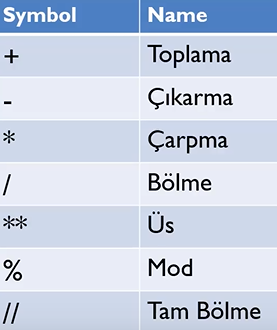 Symbol Name
+ Toplama
- Çıkarma
* Çarpma
/ Bölme
** Üs
% Mod
// Tam Bölme